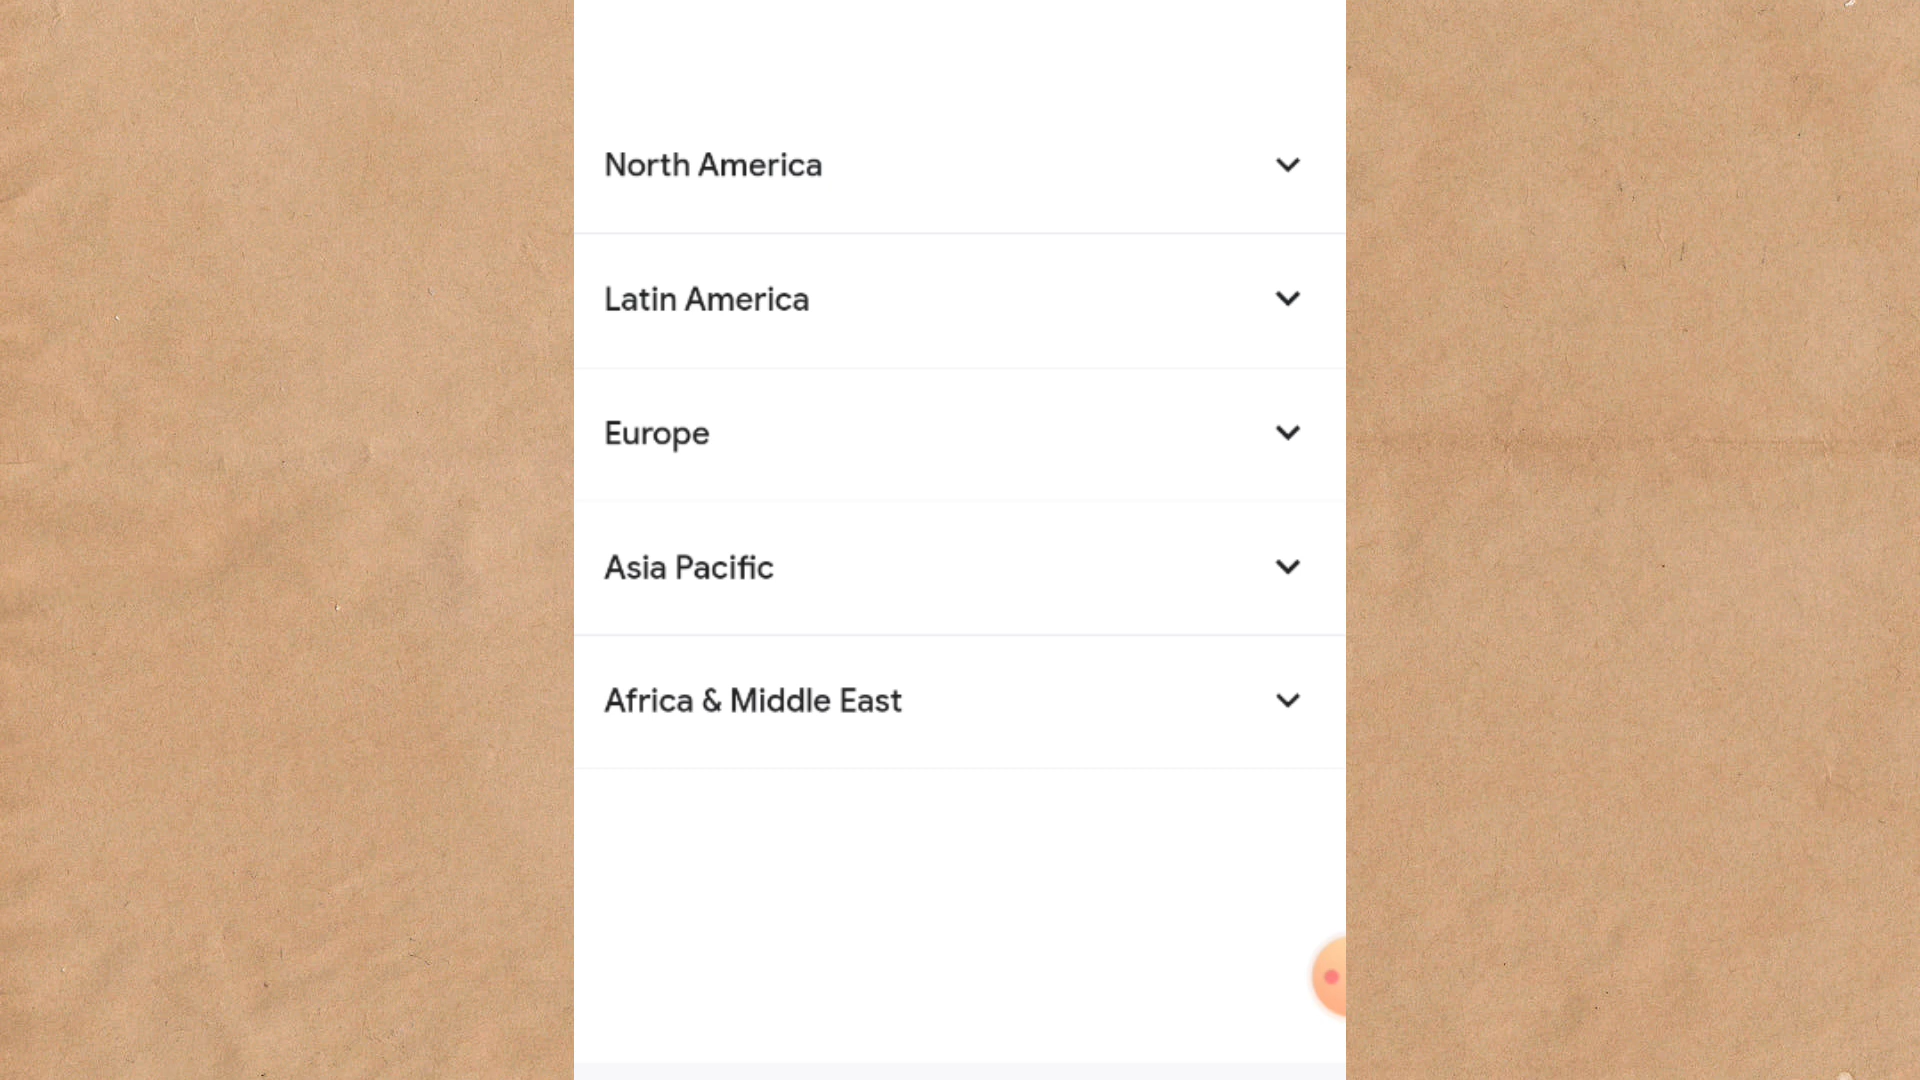 North America
Latin America
Europe
Asia Pacific
Africa & Middle East